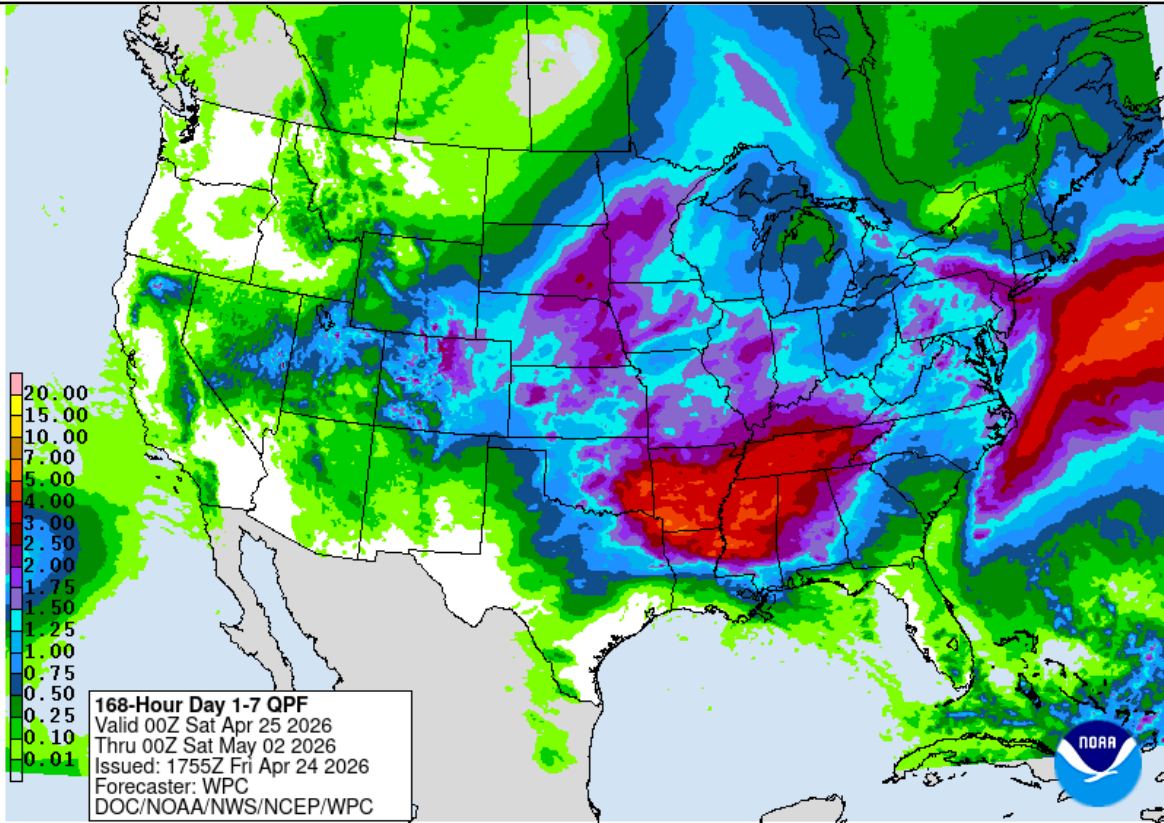 20.00
15.00
10.00
7.00
5.00
4.00
3.00
2.50
2.00
1.75
1.50
1.25
1.00
0.75
0.50
0.25
0.10
0.01
168-Hour Day 1-7 QPF
Valid 00Z Sat Apr 25 2026
Thru 00Z Sat May 02 2026
Issued: 1755Z Fri Apr 24 2026
Forecaster: WPC
DOC/NOAA/NWS/NCEP/WPC
NOAA